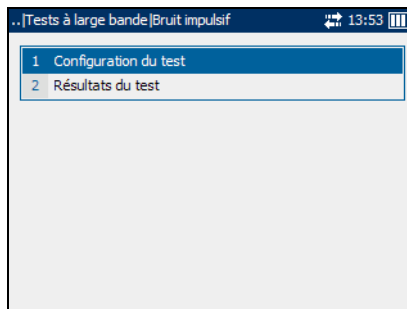 ..|Tests à large bande|Bruit impulsif 13:53
1 Configuration du test
2 Résultats du test